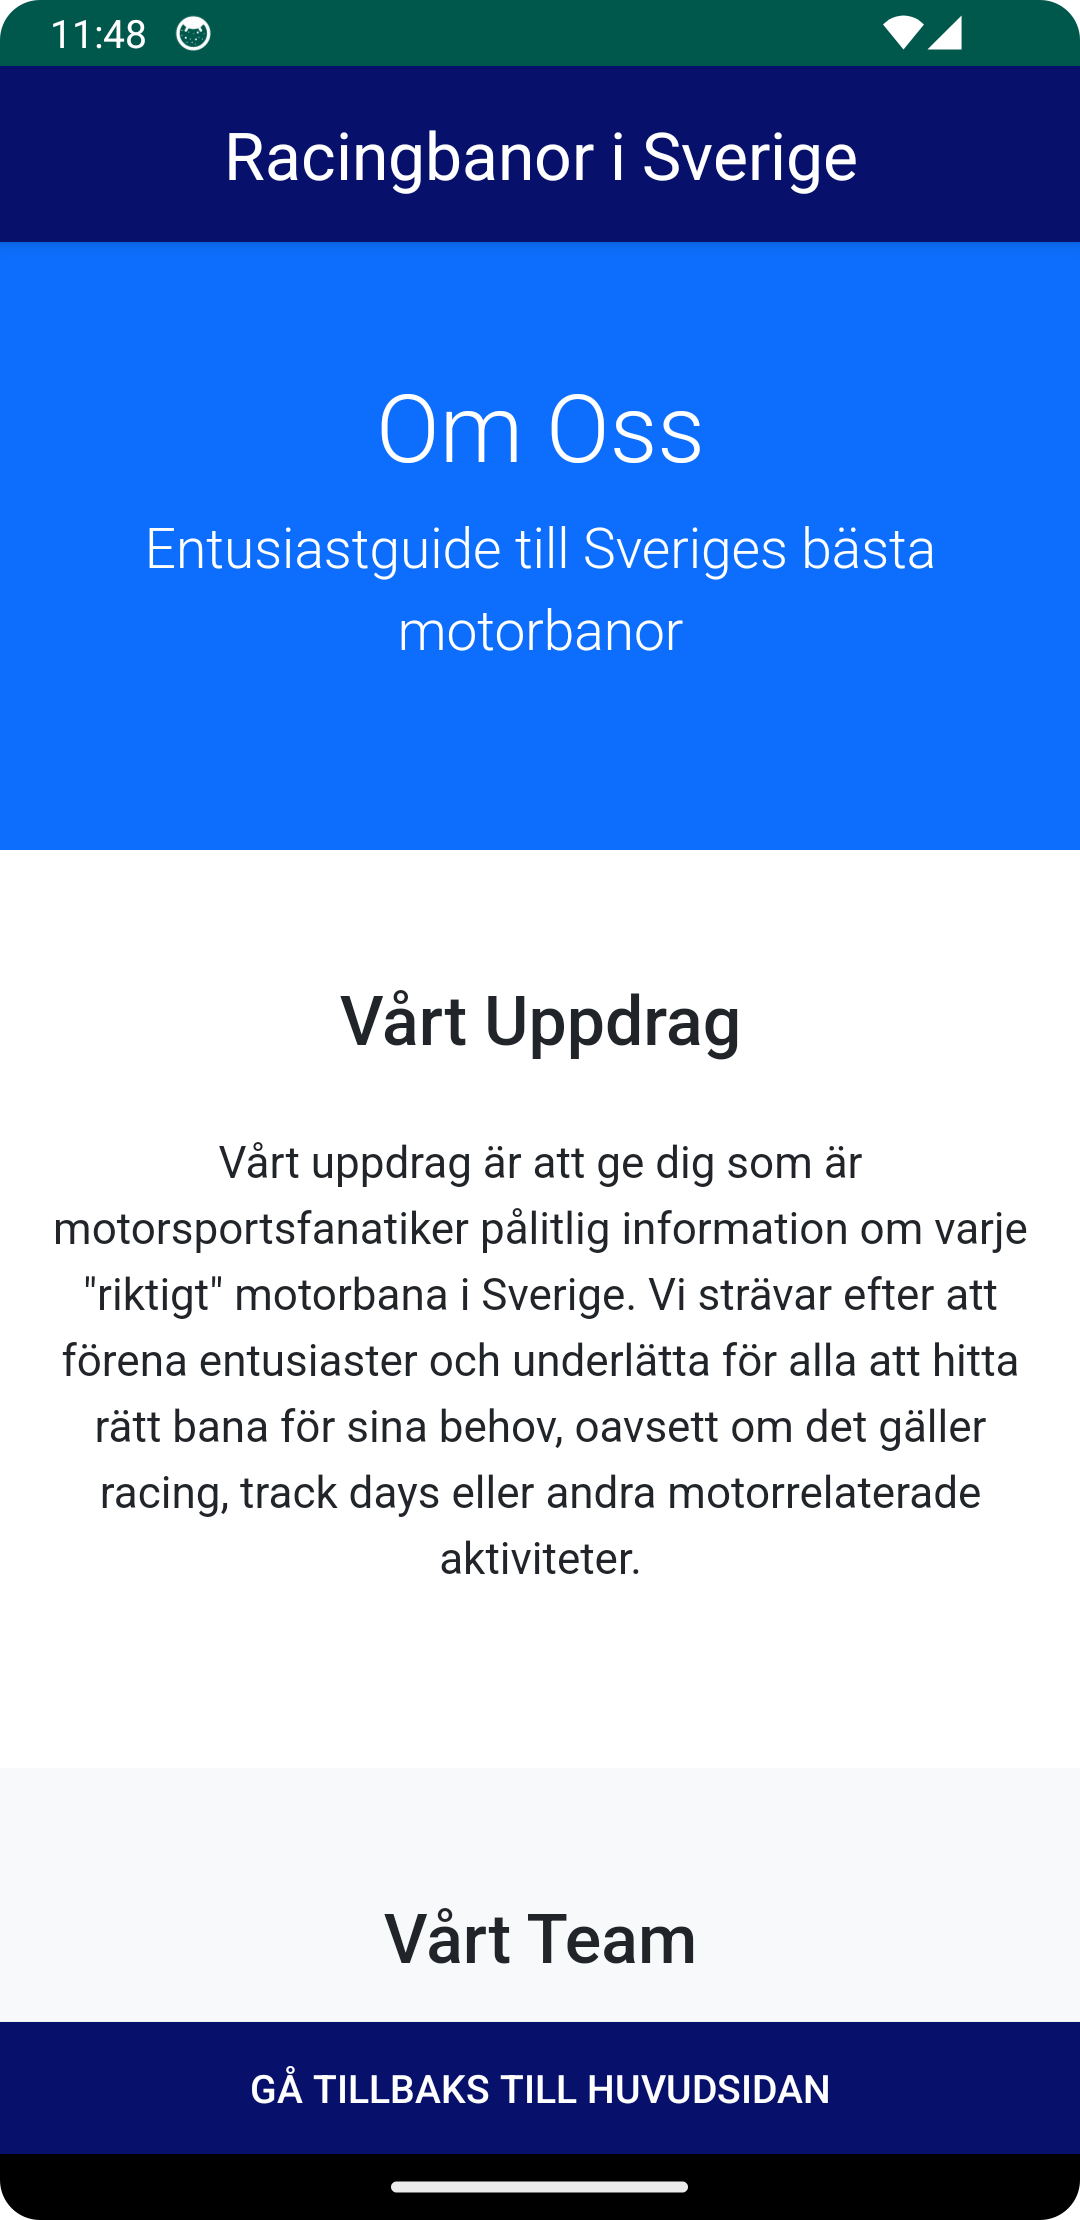 11:48
Racingbanor i Sverige
Om Oss
Entusiastguide till Sveriges bästa
motorbanor
Vårt Uppdrag
Vårt uppdrag är att ge dig som är
motorsportsfanatiker pålitlig information om varje
"riktigt" motorbana i Sverige. Vi strävar efter att
förena entusiaster och underlätta för alla att hitta
rätt bana för sina behov, oavsett om det gäller
racing, track days eller andra motorrelaterade
aktiviteter.
Vårt Team
GÅ TILLBAKS TILL HUVUDSIDAN